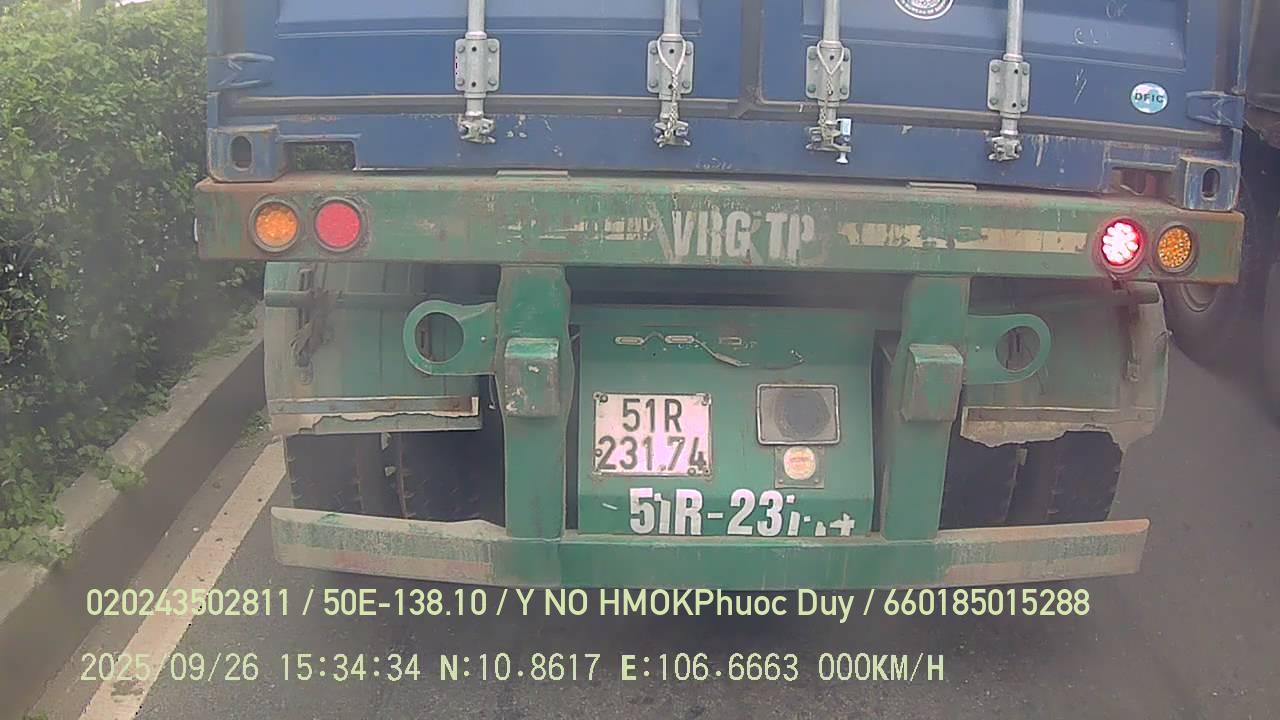 DFIC
VRG TP
51R
231.74
51R-23
020243502811 / 50E-138.10 / Y NO HMOKPhuoc Duy / 660185015288
2025/09/26 15:34:34 N:10.8617 E:106.6663 000KM/H